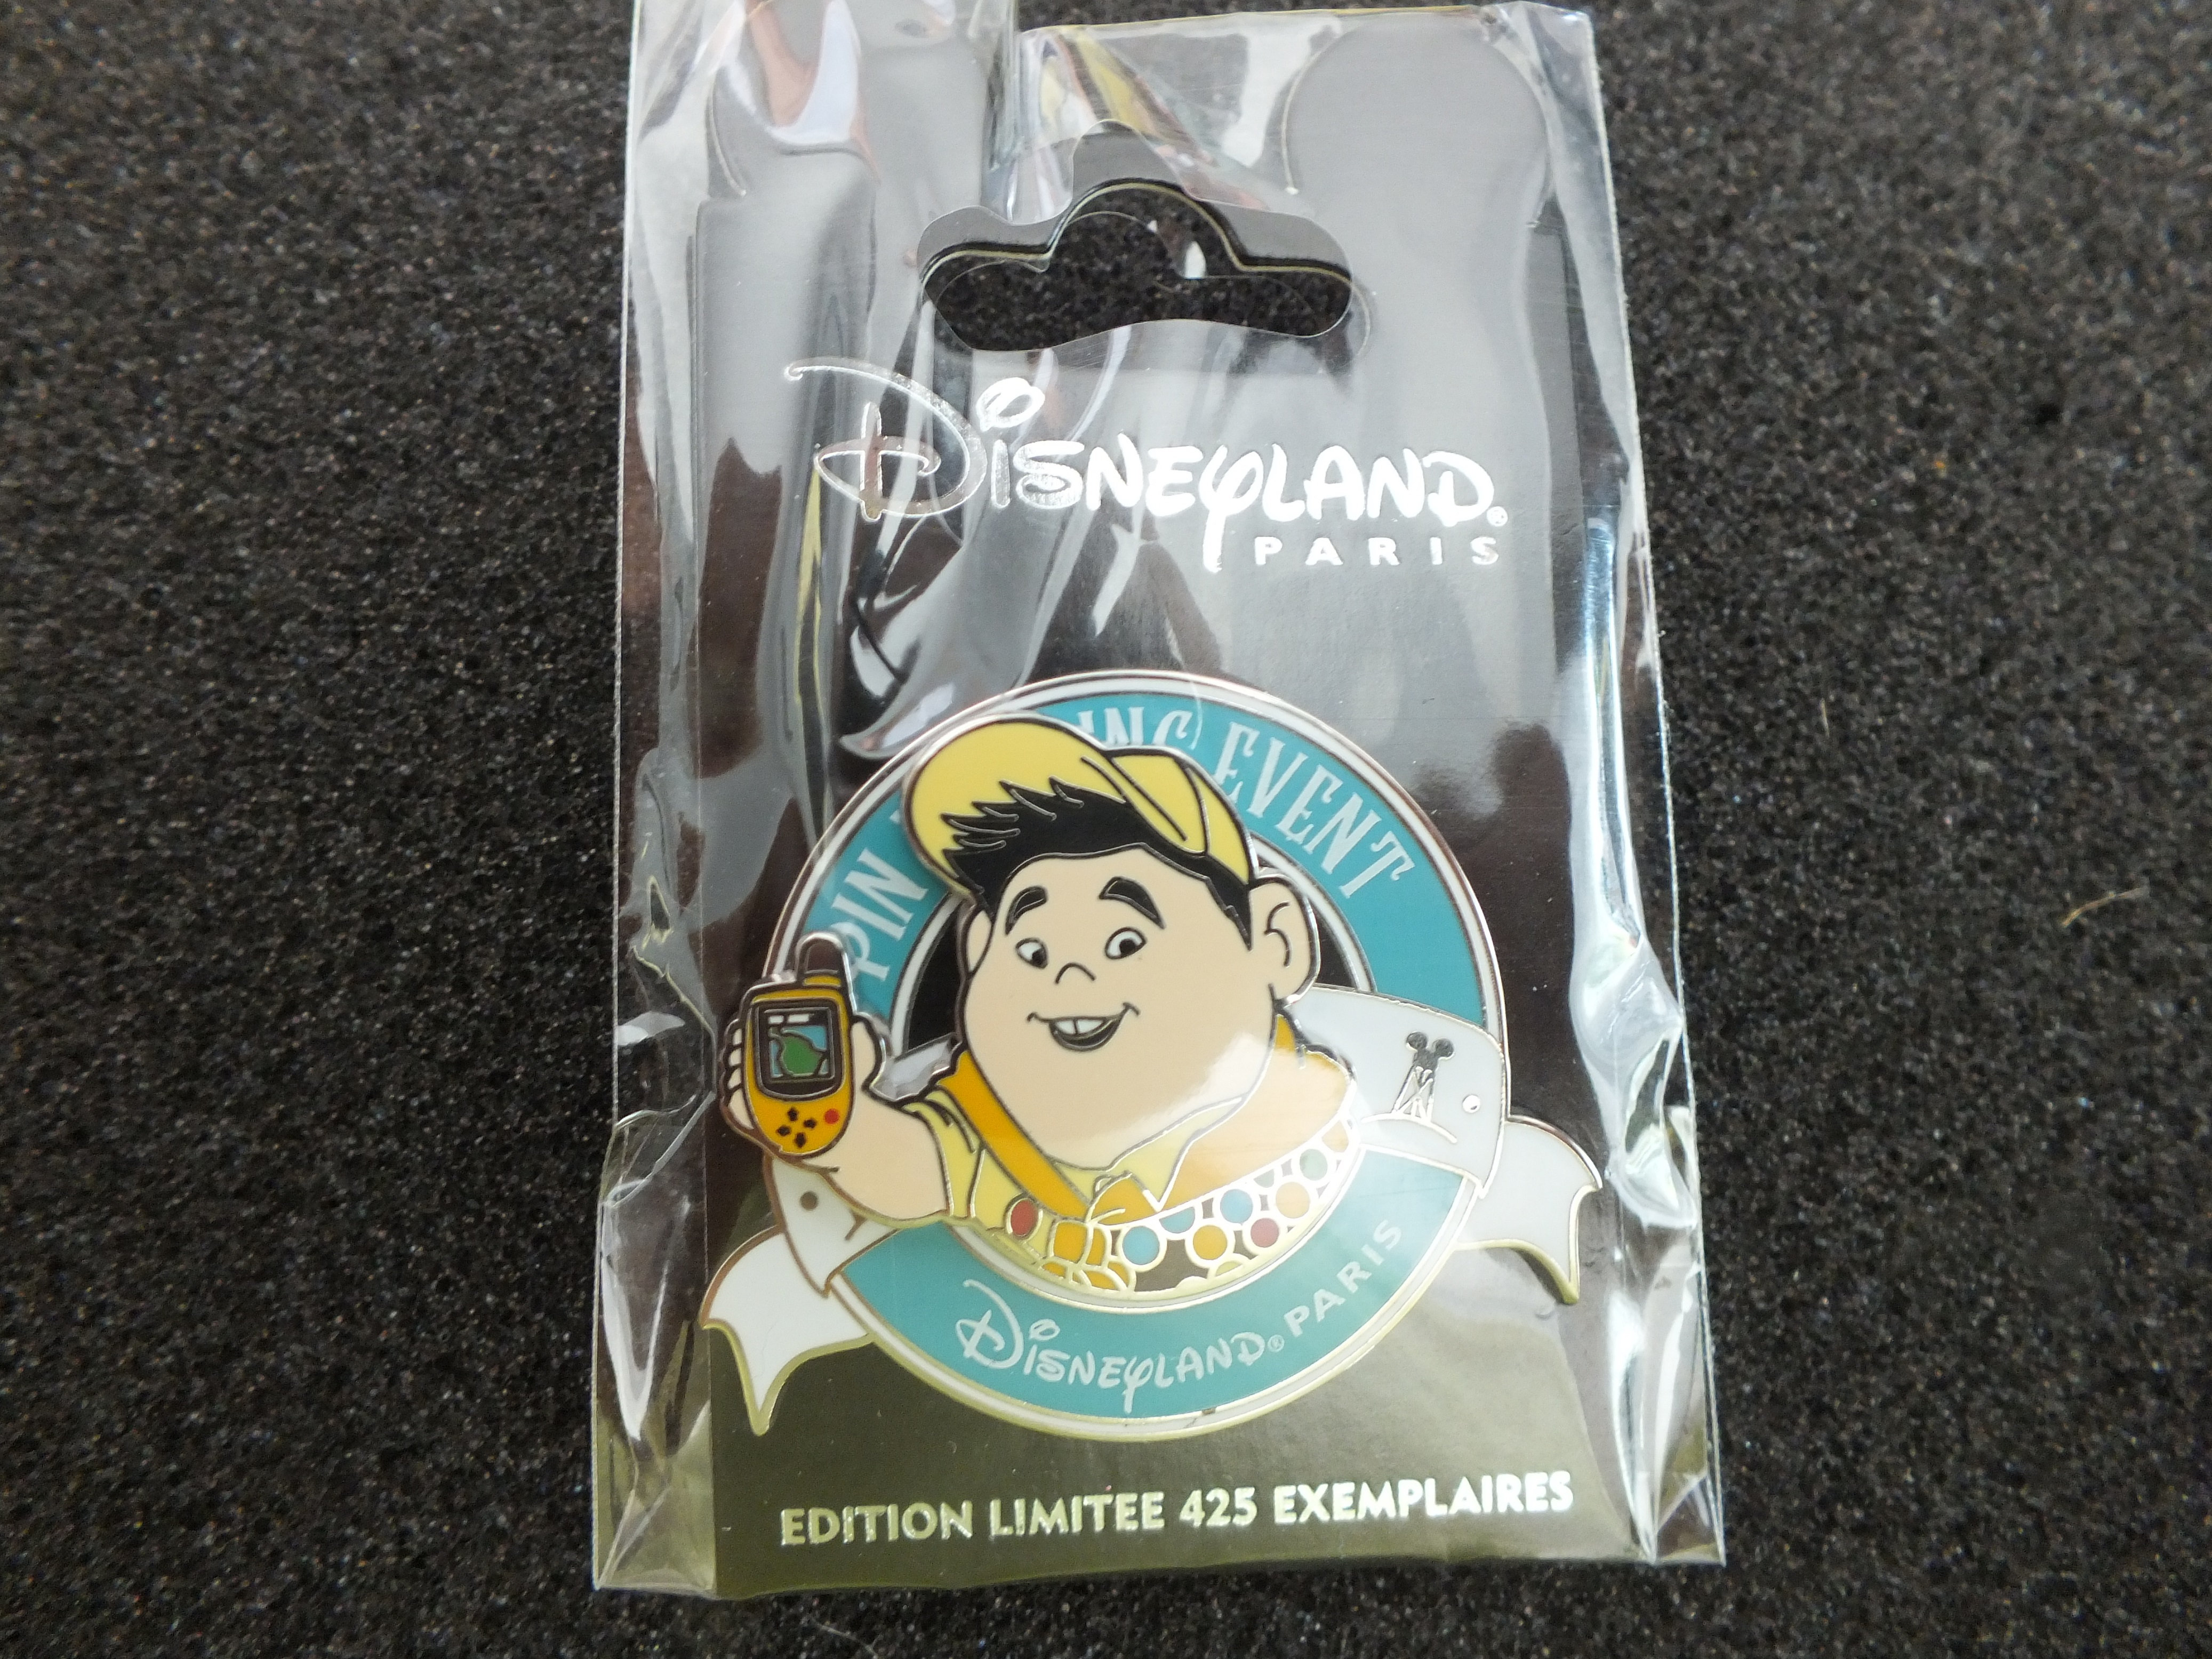 Disneyland®
PARIS
PIN
EVENT
Disneyland® PARIS
EDITION LIMITEE 425 EXEMPLAIRES